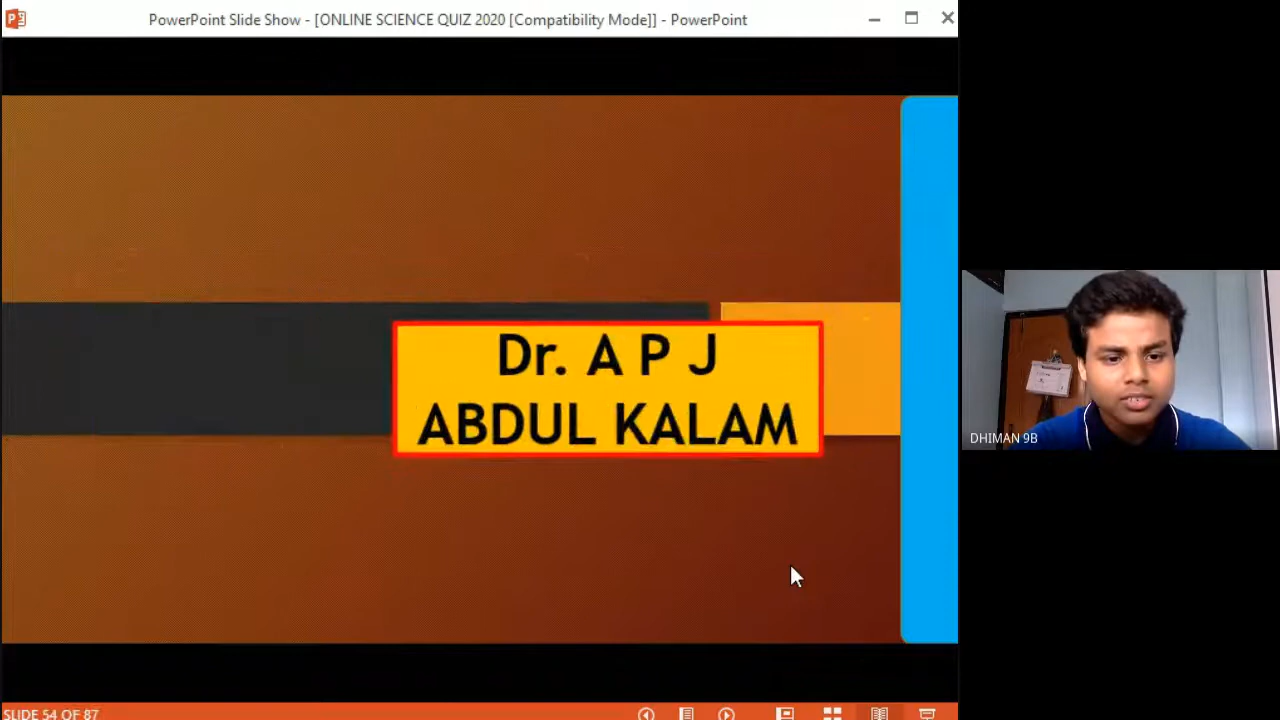 PowerPoint Slide Show - [ONLINE SCIENCE QUIZ 2020 [Compatibility Mode]] - PowerPoint
Dr. A P J
ABDUL KALAM
DHIMAN 9B
SLIDE 54 OF 87